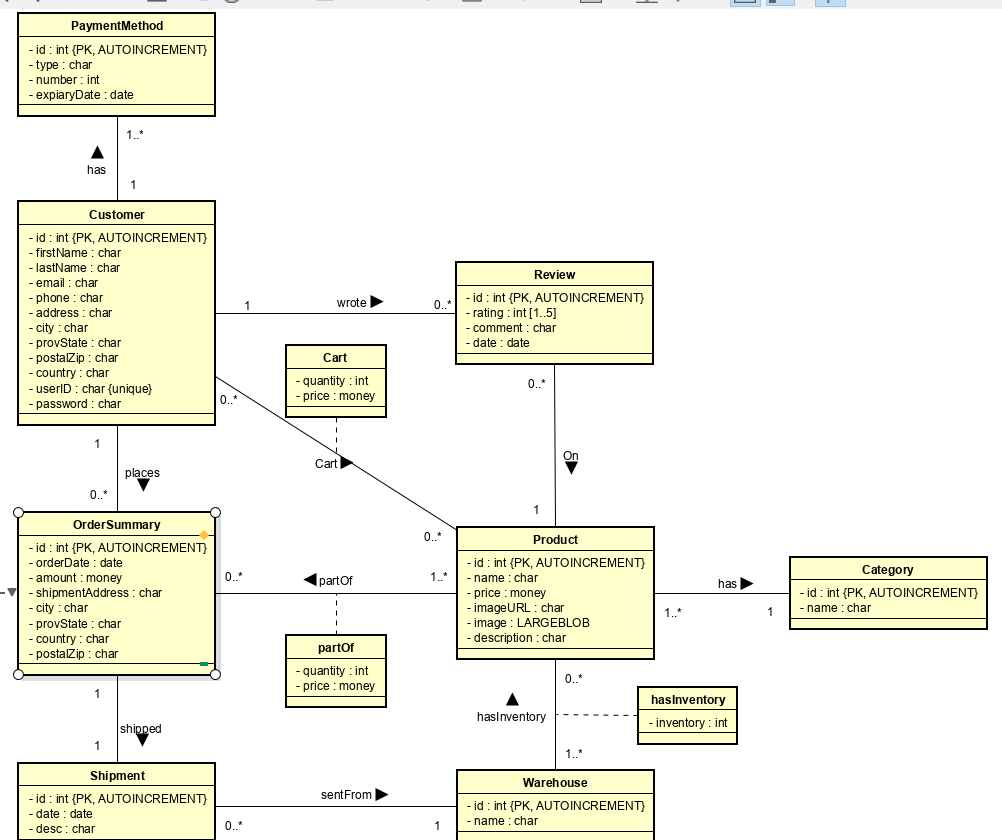 PaymentMethod
- id : int {PK, AUTOINCREMENT}
- type : char
- number : int
- expiaryDate : date
1..*
has
1
Customer
- id : int {PK, AUTOINCREMENT}
- firstName : char
- lastName : char
- email : char
- phone : char
- address : char
- city : char
- provState : char
- postalZip : char
- country : char
- userID : char {unique}
- password : char
1
wrote
0..*
Review
- id : int {PK, AUTOINCREMENT}
- rating : int [1..5]
- comment : char
- date : date
Cart
- quantity : int
- price : money
0..*
Cart
0..*
0..*
On
1
1
places
0..*
OrderSummary
- id : int {PK, AUTOINCREMENT}
- orderDate : date
- amount : money
- shipmentAddress : char
- city : char
- provState : char
- country : char
- postalZip : char
0..*
partOf
1..*
partOf
- quantity : int
- price : money
Product
- id : int {PK, AUTOINCREMENT}
- name : char
- price : money
- imageURL : char
- image : LARGEBLOB
- description : char
has
1..*
1
Category
- id : int {PK, AUTOINCREMENT}
- name : char
0..*
hasInventory
1..*
hasInventory
- inventory : int
1
shipped
1
Shipment
- id : int {PK, AUTOINCREMENT}
- date : date
- desc : char
sentFrom
0..*
1
Warehouse
- id : int {PK, AUTOINCREMENT}
- name : char